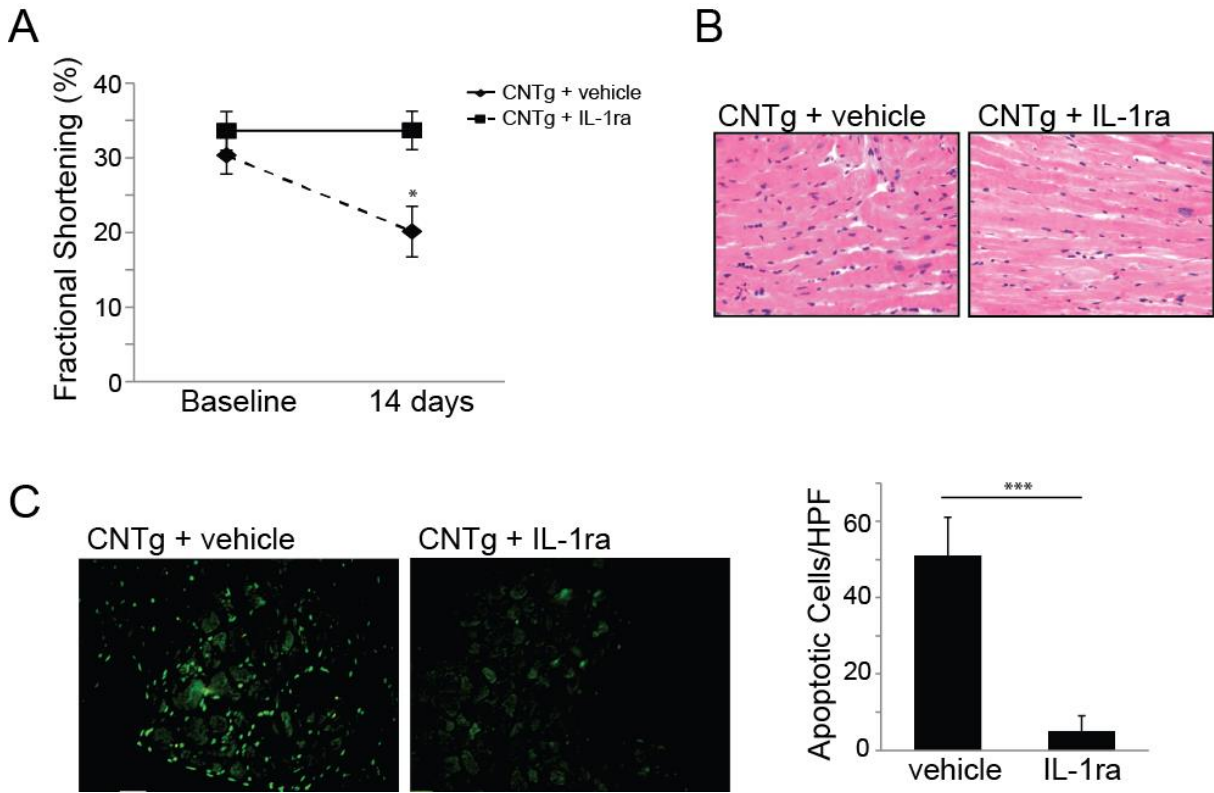 A
Fractional Shortening (%)
40
30
20
10
0
*
Baseline
14 days
CNTg + vehicle
CNTg + IL-1ra
B
CNTg + vehicle
CNTg + IL-1ra
C
CNTg + vehicle
CNTg + IL-1ra
Apoptotic Cells/HPF
60
40
20
0
***
vehicle
IL-1ra